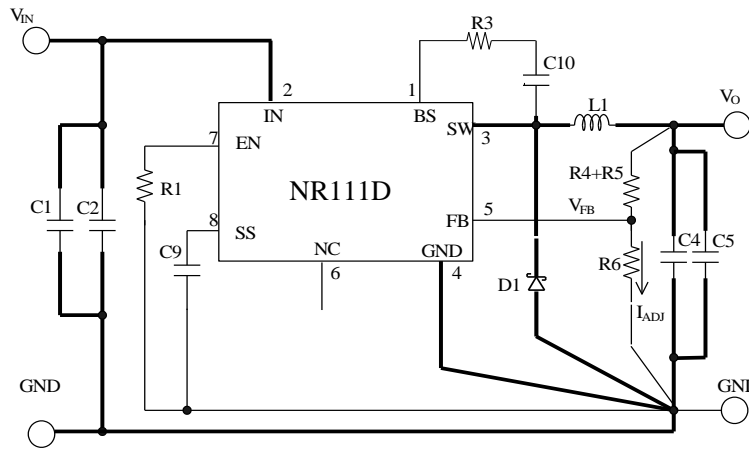 VIN
R3
C10
2
1
IN
BS
L1
VO
SW
3
7
EN
R1
NR111D
R4+R5
C1
C2
8
SS
FB
5
VFB
C9
NC
GND
C4
C5
6
4
R6
D1
IADJ
GND
GND